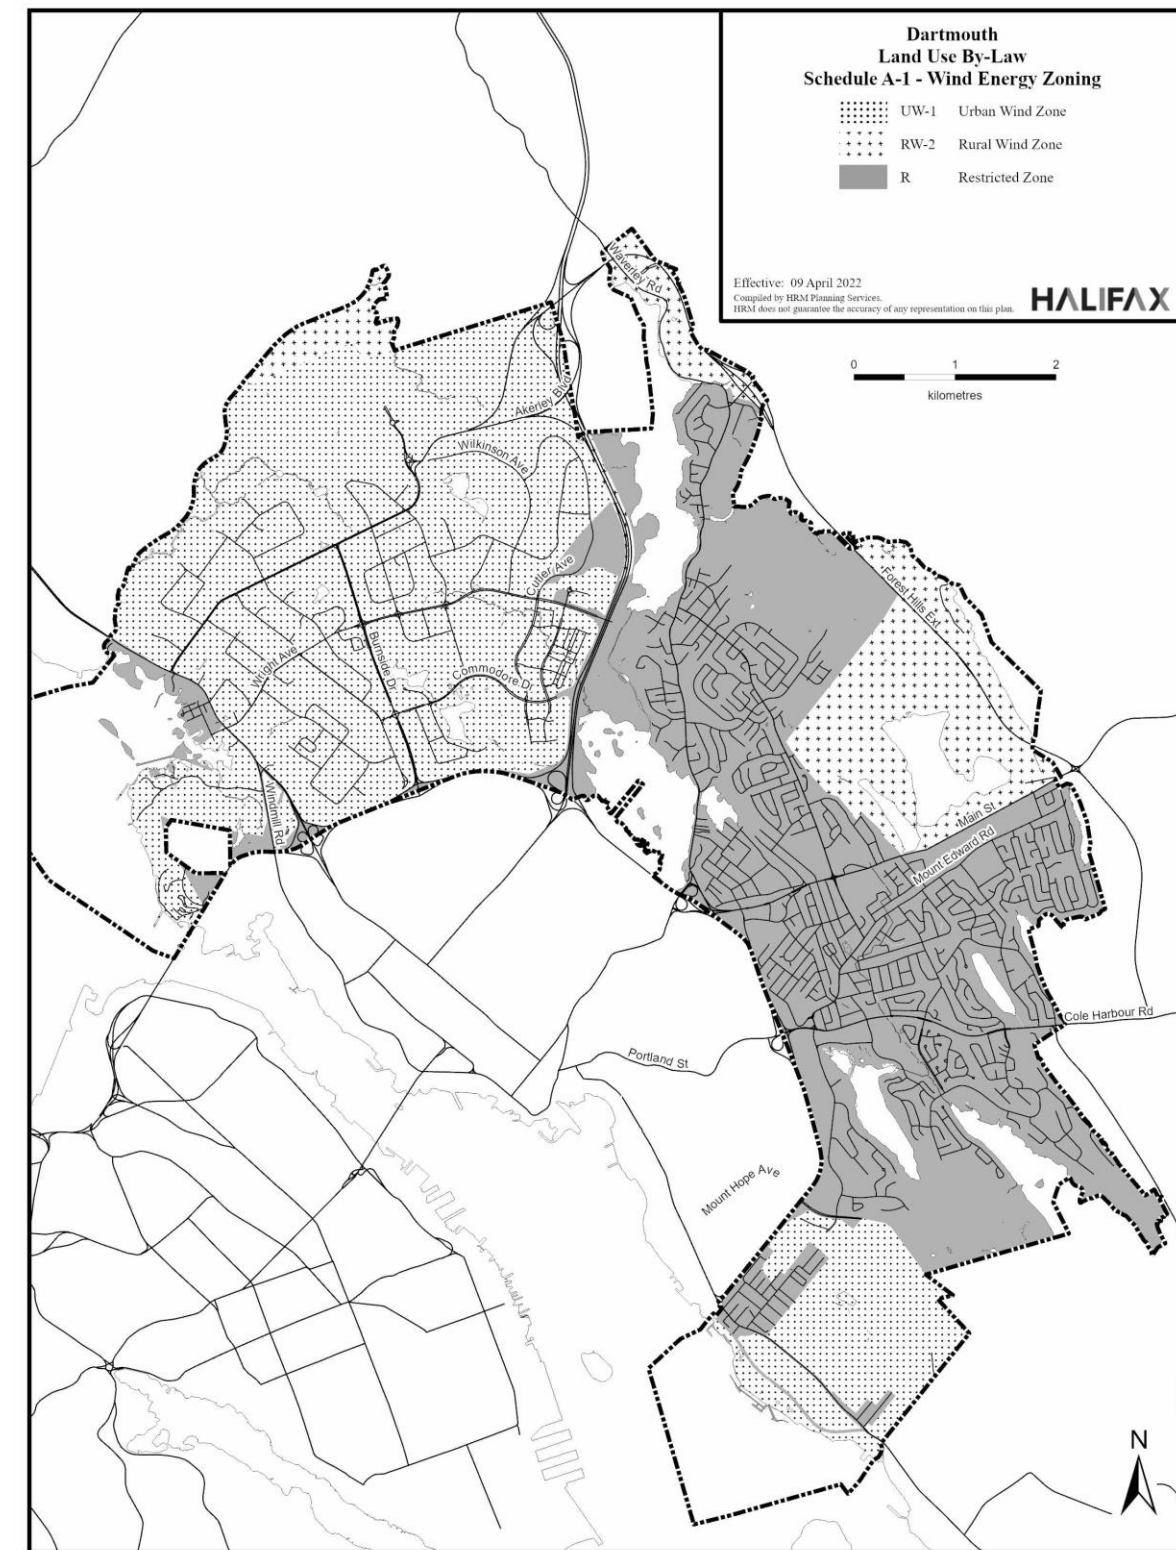 Dartmouth
Land Use By-Law
Schedule A-1 - Wind Energy Zoning
UW-1 Urban Wind Zone
RW-2 Rural Wind Zone
R Restricted Zone
Effective: 09 April 2022
Compiled by HRM Planning Services.
HRM does not guarantee the accuracy of any representation on this plan.
HALIFAX
0 1 2
kilometres
Waverley Rd
Akerley Blvd
Wilkinson Ave
Cutler Ave
Forest Hills Ext
Wright Ave
Burnside Dr
Commodore Dr
Windmill Rd
Main St
Mount Edward Rd
Cole Harbour Rd
Portland St
Mount Hope Ave
N